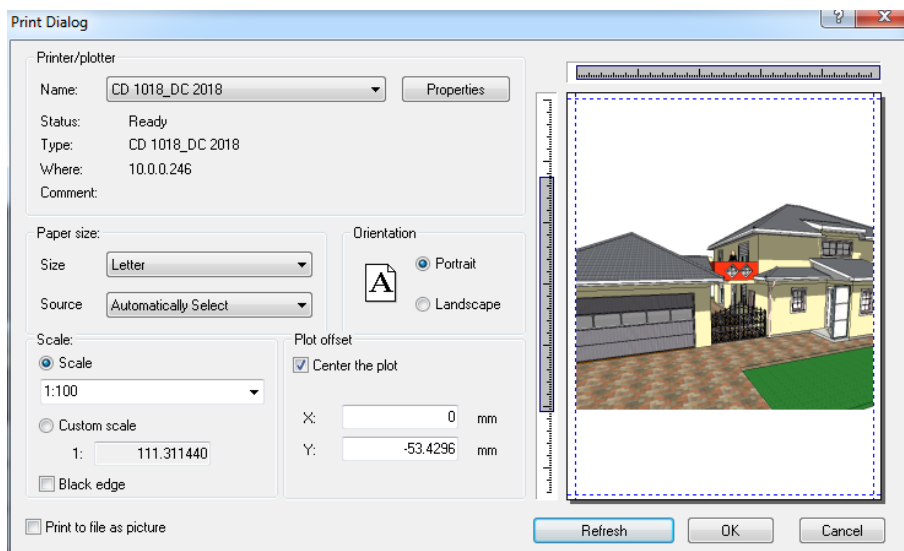 Print Dialog
Printer/plotter
Name: CD 1018_DC 2018 Properties
Status: Ready
Type: CD 1018_DC 2018
Where: 10.0.0.246
Comment:
Paper size:
Size Letter
Source Automatically Select
Orientation
A
Portrait
Landscape
Scale:
Scale
1:100
Custom scale
1: 111.311440
Black edge
Plot offset
Center the plot
X: 0 mm
Y: -53.4296 mm
Print to file as picture
Refresh OK Cancel